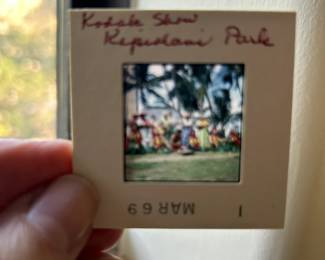 Kodak Show
Kapiolani Park
MAR 69
1